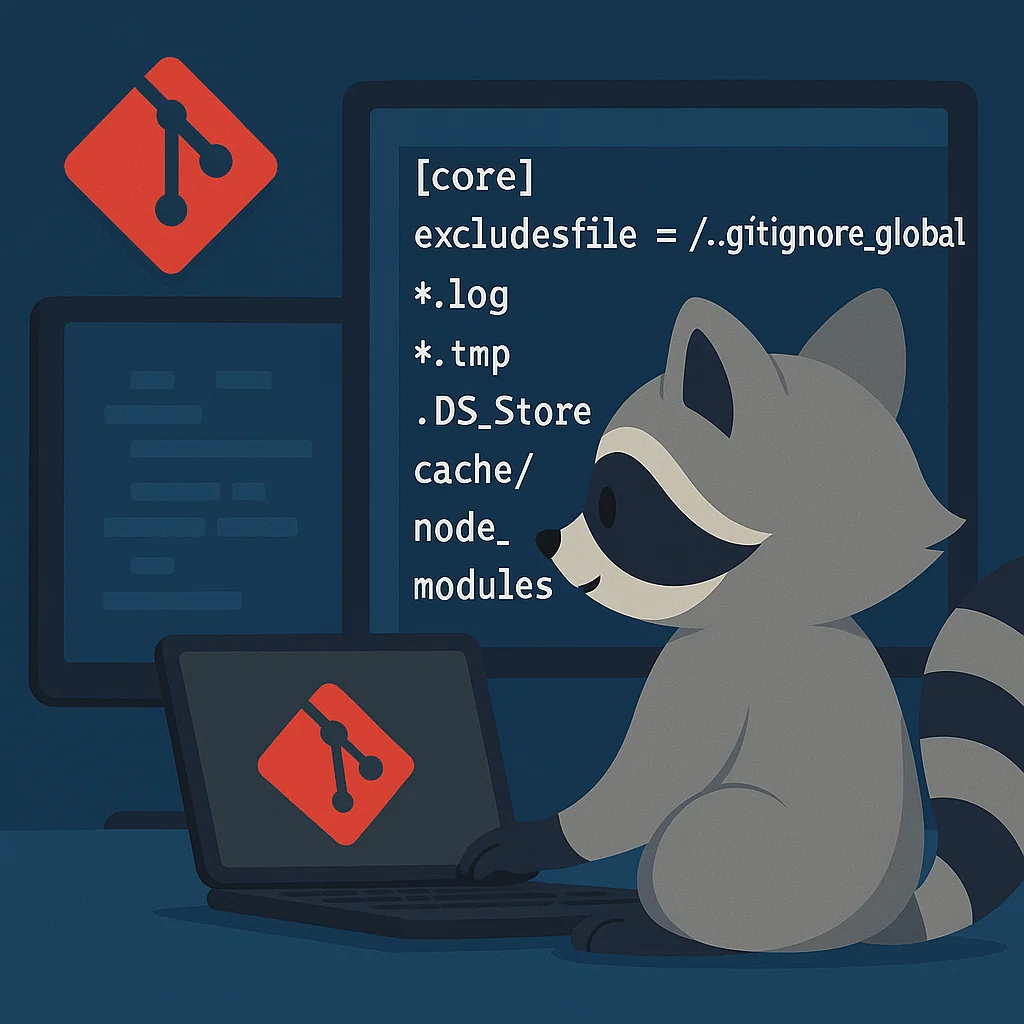 [core]
excludesfile = /..gitignore_global
*.log
*.tmp
.DS_Store
cache/
node_
modules